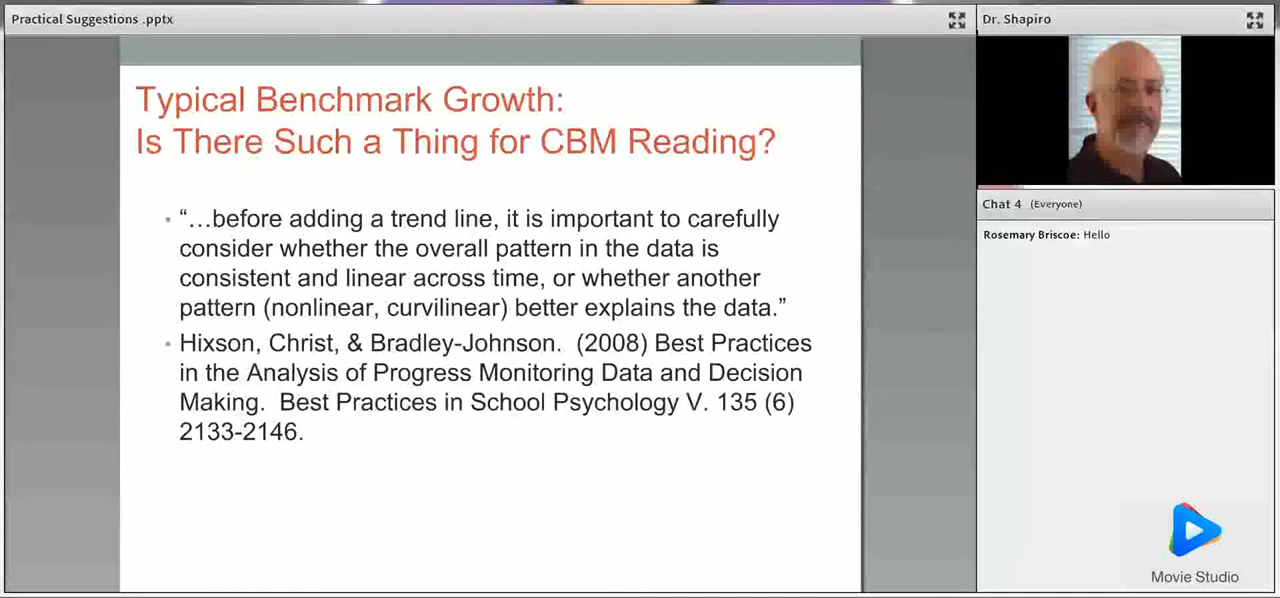 Practical Suggestions .pptx
Typical Benchmark Growth:
Is There Such a Thing for CBM Reading?
“…before adding a trend line, it is important to carefully
consider whether the overall pattern in the data is
consistent and linear across time, or whether another
pattern (nonlinear, curvilinear) better explains the data.”
Hixson, Christ, & Bradley-Johnson. (2008) Best Practices
in the Analysis of Progress Monitoring Data and Decision
Making. Best Practices in School Psychology V. 135 (6)
2133-2146.
Dr. Shapiro
Chat 4 (Everyone)
Rosemary Briscoe: Hello
Movie Studio